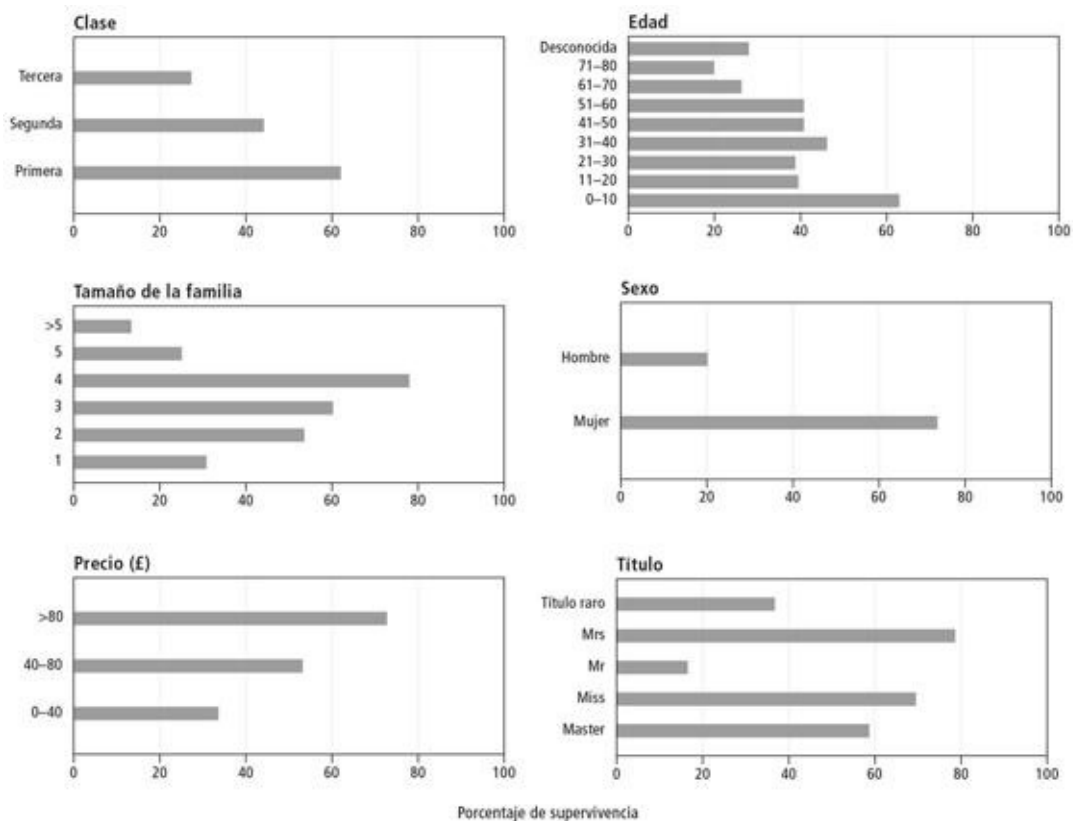 Clase
Tercera
Segunda
Primera
0 20 40 60 80 100
Edad
Desconocida
71–80
61–70
51–60
41–50
31–40
21–30
11–20
0–10
0 20 40 60 80 100
Tamaño de la familia
>5
5
4
3
2
1
0 20 40 60 80 100
Sexo
Hombre
Mujer
0 20 40 60 80 100
Precio (£)
>80
40–80
0–40
0 20 40 60 80 100
Título
Título raro
Mrs
Mr
Miss
Master
0 20 40 60 80 100
Porcentaje de supervivencia